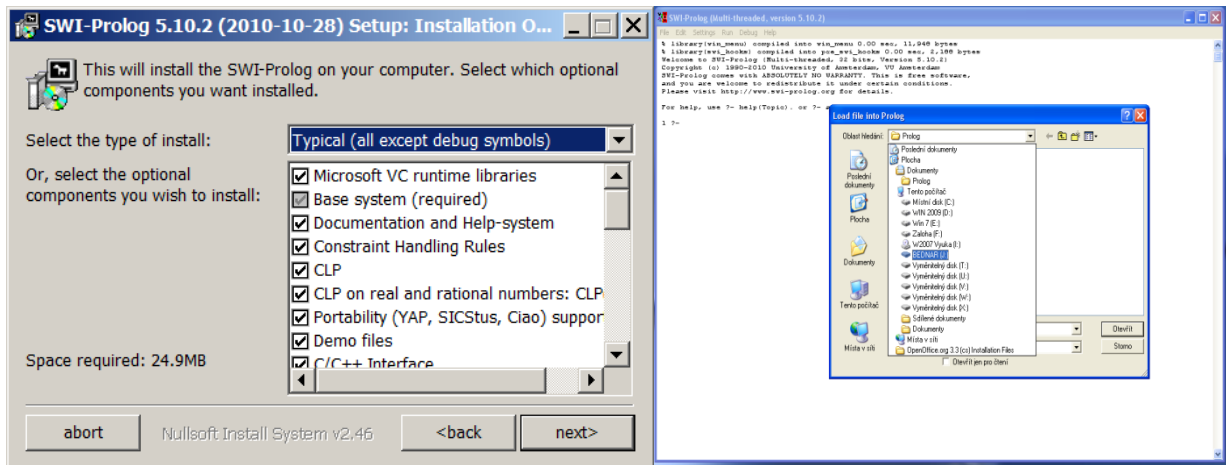 SWI-Prolog 5.10.2 (2010-10-28) Setup: Installation O...
This will install the SWI-Prolog on your computer. Select which optional
components you want installed.
Select the type of install:
Typical (all except debug symbols)
Or, select the optional
components you wish to install:
Microsoft VC runtime libraries
Base system (required)
Documentation and Help-system
Constraint Handling Rules
CLP
CLP on real and rational numbers: CLP
Portability (YAP, SICStus, Ciao) suppor
Demo files
C/C++ Interface
Space required: 24.9MB
abort
Nullsoft Install System v2.46
<back
next>
SWI-Prolog (Multi-threaded, version 5.10.2)
File Edit Settings Run Debug Help
% library(win_menu) compiled into win_menu 0.00 sec, 11,948 bytes
% library(swi_hooks) compiled into pce_swi_hooks 0.00 sec, 2,188 bytes
Welcome to SWI-Prolog (Multi-threaded, 32 bits, Version 5.10.2)
Copyright (c) 1990-2010 University of Amsterdam, VU Amsterdam
SWI-Prolog comes with ABSOLUTELY NO WARRANTY. This is free software,
and you are welcome to redistribute it under certain conditions.
Please visit http://www.swi-prolog.org for details.
For help, use ?- help(Topic). or ?-
1 ?-
Load file into Prolog
Oblast hledání:
Prolog
Poslední dokumenty
Plocha
Dokumenty
Prolog
Tento počítač
Místní disk (C:)
WIN 2009 (D:)
Win 7 (E:)
Zaloha (F:)
W2007 Vyuka (I:)
BEDNAR (J:)
Vyměnitelný disk (T:)
Vyměnitelný disk (U:)
Vyměnitelný disk (V:)
Vyměnitelný disk (W:)
Vyměnitelný disk (X:)
Sdílené dokumenty
Dokumenty
Místa v síti
OpenOffice.org 3.3 (cs) Installation Files
Poslední
dokumenty
Plocha
Dokumenty
Tento počítač
Místa v síti
Otevřít
Storno
Otevřít jen pro čtení